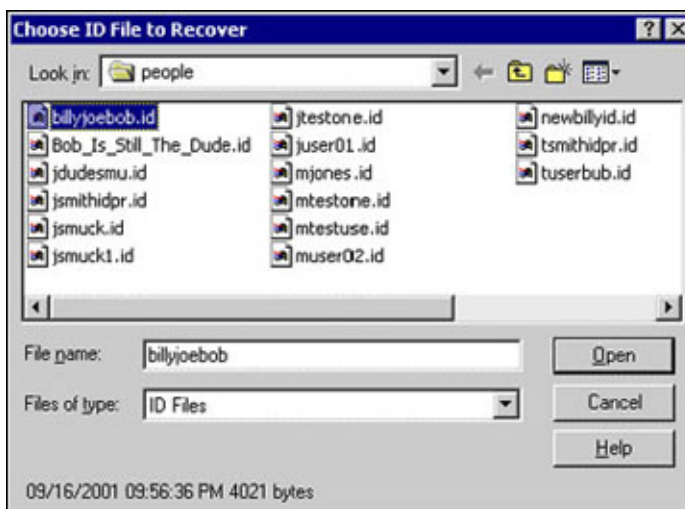 Choose ID File to Recover
Look in: people
billyjoebob.id
Bob_Is_Still_The_Dude.id
jdudesmu.id
jsmithidpr.id
jsmuck.id
jsmuck1.id
jtestone.id
juser01.id
mjones.id
mtestone.id
mtestuse.id
muser02.id
newbillyid.id
tsmithidpr.id
tuserbub.id
File name: billyjoebob
Open
Files of type: ID Files
Cancel
Help
09/16/2001 09:56:36 PM 4021 bytes